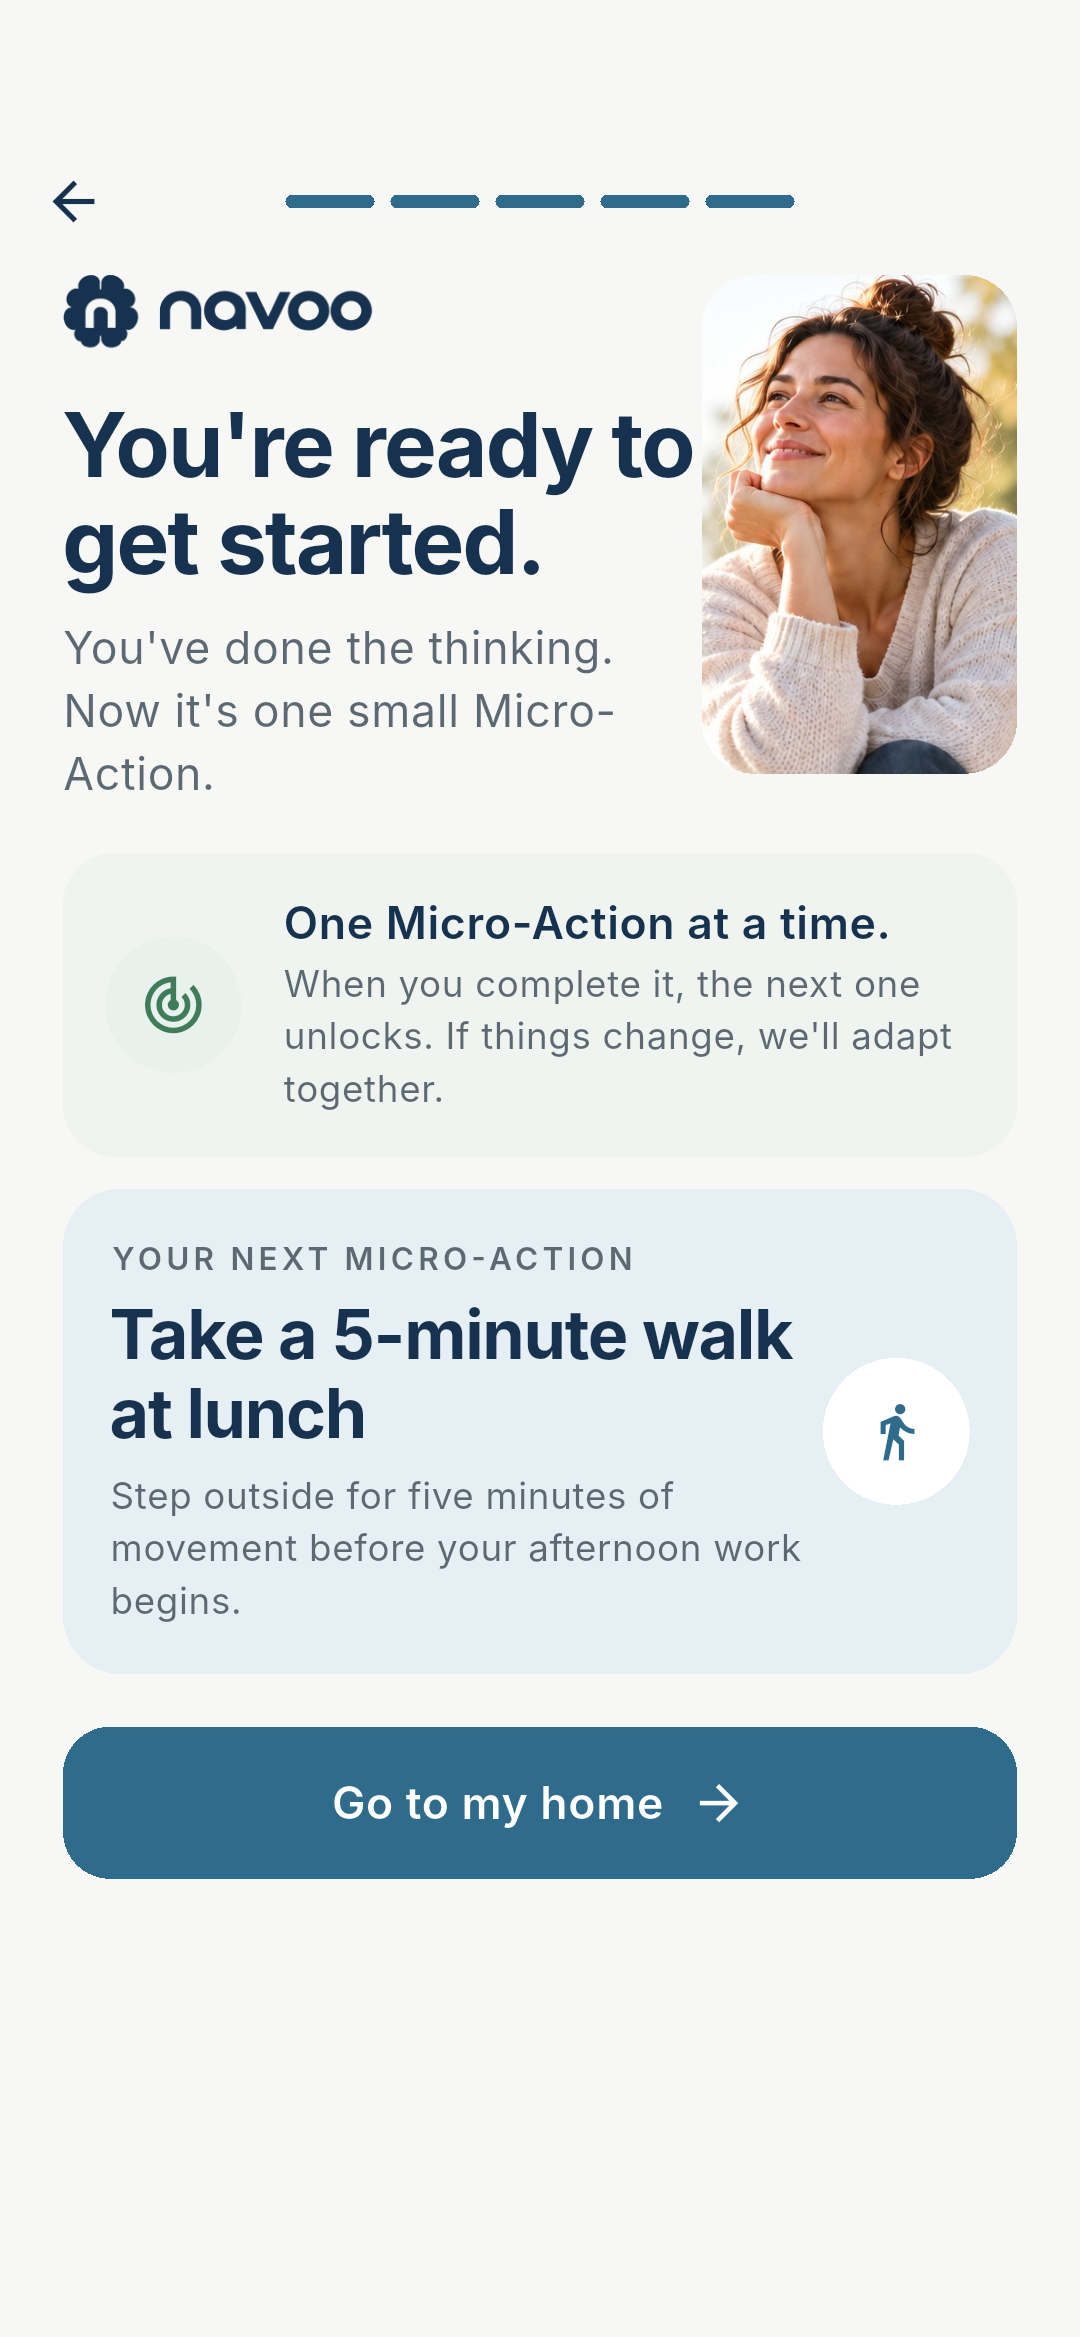 navoo
You're ready to
get started.
You've done the thinking.
Now it's one small Micro-
Action.
One Micro-Action at a time.
When you complete it, the next one
unlocks. If things change, we'll adapt
together.
YOUR NEXT MICRO-ACTION
Take a 5-minute walk
at lunch
Step outside for five minutes of
movement before your afternoon work
begins.
Go to my home